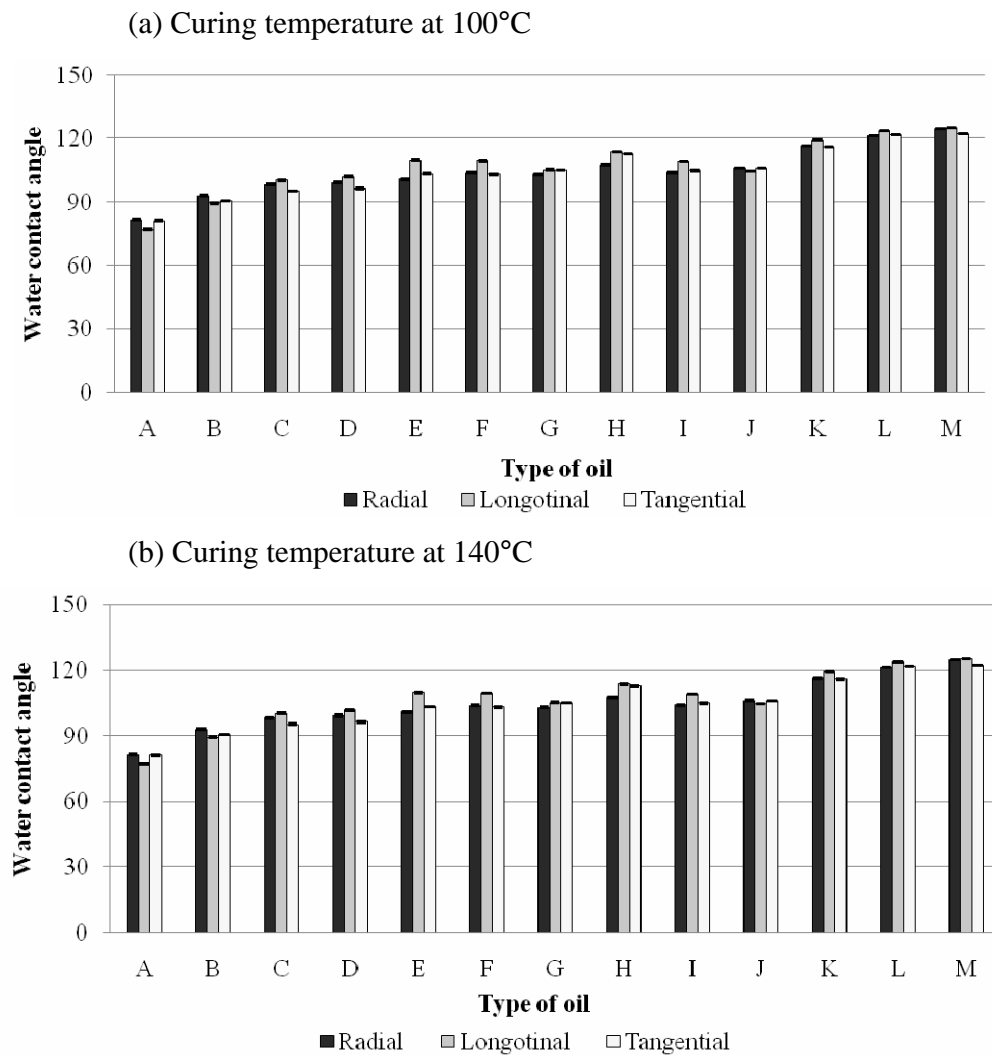 (a) Curing temperature at 100°C
150
120
90
60
30
0
Water contact angle
A B C D E F G H I J K L M
Type of oil
Radial Longotinal Tangential
(b) Curing temperature at 140°C
150
120
90
60
30
0
Water contact angle
A B C D E F G H I J K L M
Type of oil
Radial Longotinal Tangential